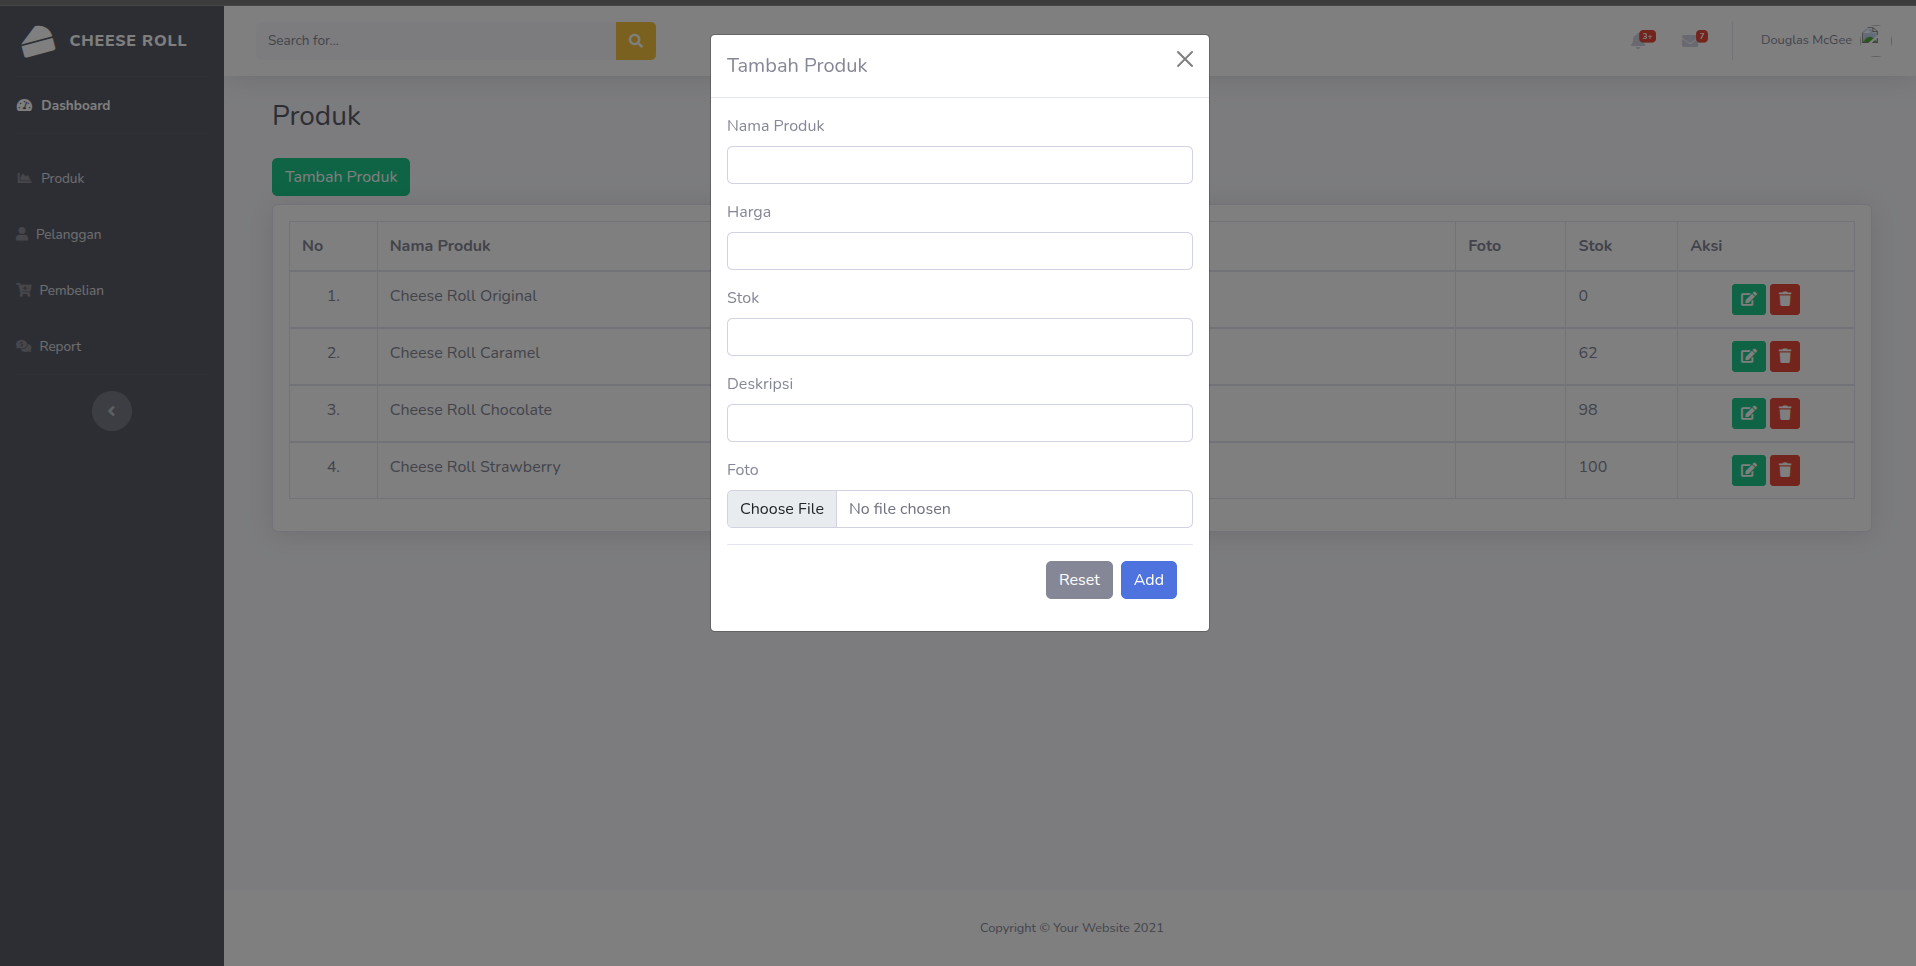 CHEESE ROLL
Dashboard
Produk
Pelanggan
Pembelian
Report
Search for...
3+
7
Douglas McGee
Produk
Tambah Produk
No Nama Produk Foto Stok Aksi
1. Cheese Roll Original 0
2. Cheese Roll Caramel 62
3. Cheese Roll Chocolate 98
4. Cheese Roll Strawberry 100
Tambah Produk
Nama Produk
Harga
Stok
Deskripsi
Foto
Choose File No file chosen
Reset Add
Copyright © Your Website 2021